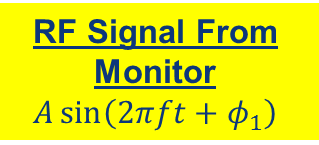 RF Signal From
Monitor
A sin(2πft + ϕ₁)